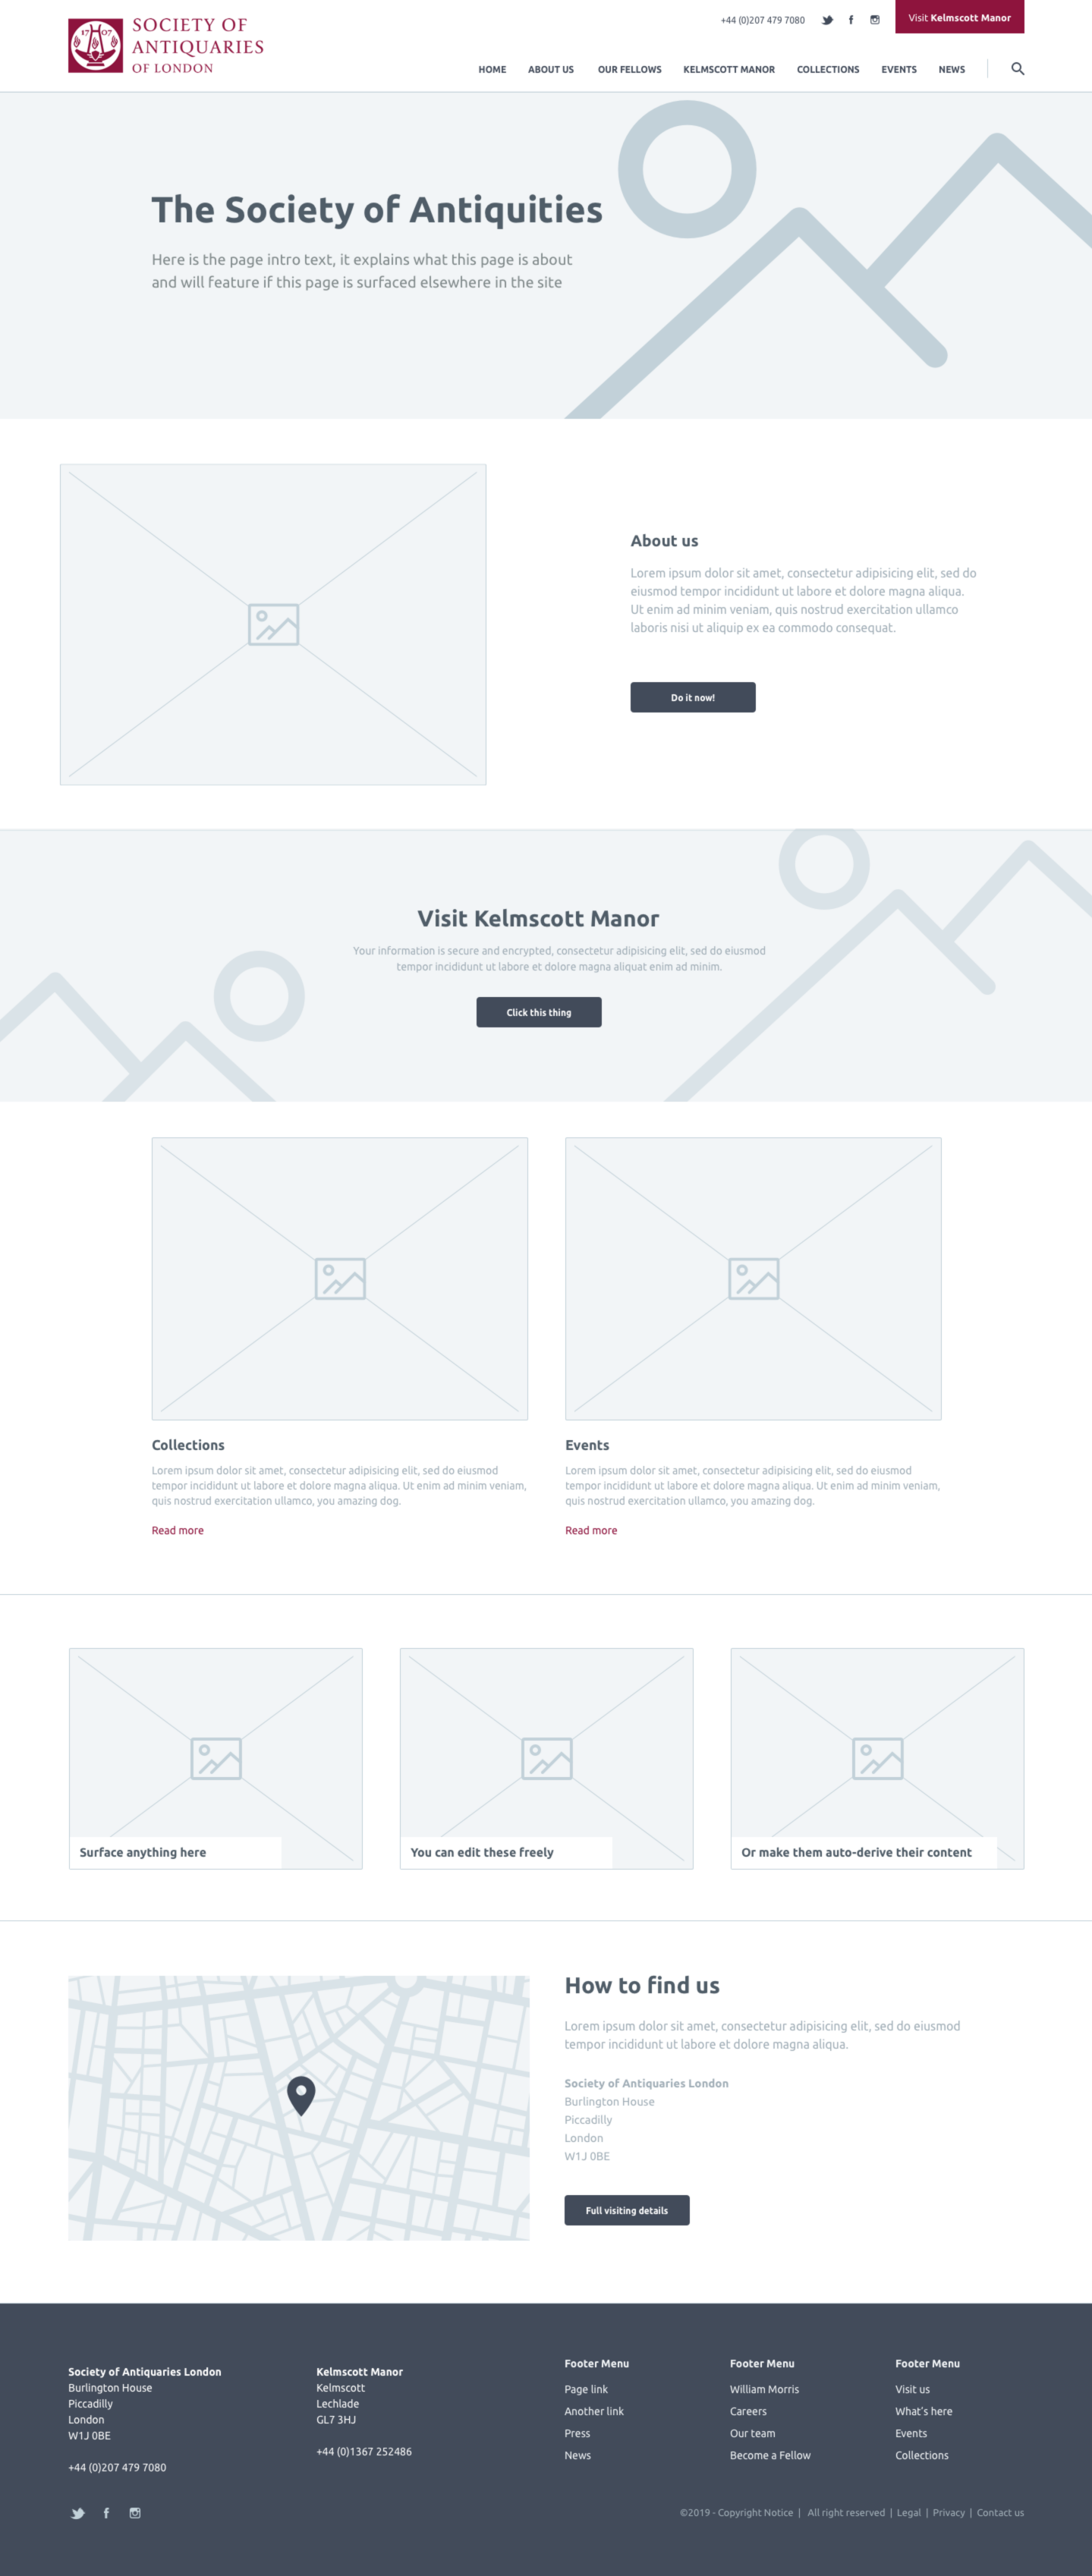 17 07
SOCIETY OF
ANTIQUARIES
OF LONDON
+44 (0)207 479 7080
Visit Kelmscott Manor
HOME ABOUT US OUR FELLOWS KELMSCOTT MANOR COLLECTIONS EVENTS NEWS
The Society of Antiquities
Here is the page intro text, it explains what this page is about
and will feature if this page is surfaced elsewhere in the site
About us
Lorem ipsum dolor sit amet, consectetur adipisicing elit, sed do
eiusmod tempor incididunt ut labore et dolore magna aliqua.
Ut enim ad minim veniam, quis nostrud exercitation ullamco
laboris nisi ut aliquip ex ea commodo consequat.
Do it now!
Visit Kelmscott Manor
Your information is secure and encrypted, consectetur adipisicing elit, sed do eiusmod
tempor incididunt ut labore et dolore magna aliquat enim ad minim.
Click this thing
Collections
Lorem ipsum dolor sit amet, consectetur adipisicing elit, sed do eiusmod
tempor incididunt ut labore et dolore magna aliqua. Ut enim ad minim veniam,
quis nostrud exercitation ullamco, you amazing dog.
Read more
Events
Lorem ipsum dolor sit amet, consectetur adipisicing elit, sed do eiusmod
tempor incididunt ut labore et dolore magna aliqua. Ut enim ad minim veniam,
quis nostrud exercitation ullamco, you amazing dog.
Read more
Surface anything here
You can edit these freely
Or make them auto-derive their content
How to find us
Lorem ipsum dolor sit amet, consectetur adipisicing elit, sed do eiusmod
tempor incididunt ut labore et dolore magna aliqua.
Society of Antiquaries London
Burlington House
Piccadilly
London
W1J 0BE
Full visiting details
Society of Antiquaries London
Burlington House
Piccadilly
London
W1J 0BE
+44 (0)207 479 7080
Kelmscott Manor
Kelmscott
Lechlade
GL7 3HJ
+44 (0)1367 252486
Footer Menu
Page link
Another link
Press
News
Footer Menu
William Morris
Careers
Our team
Become a Fellow
Footer Menu
Visit us
What's here
Events
Collections
©2019 - Copyright Notice | All right reserved | Legal | Privacy | Contact us